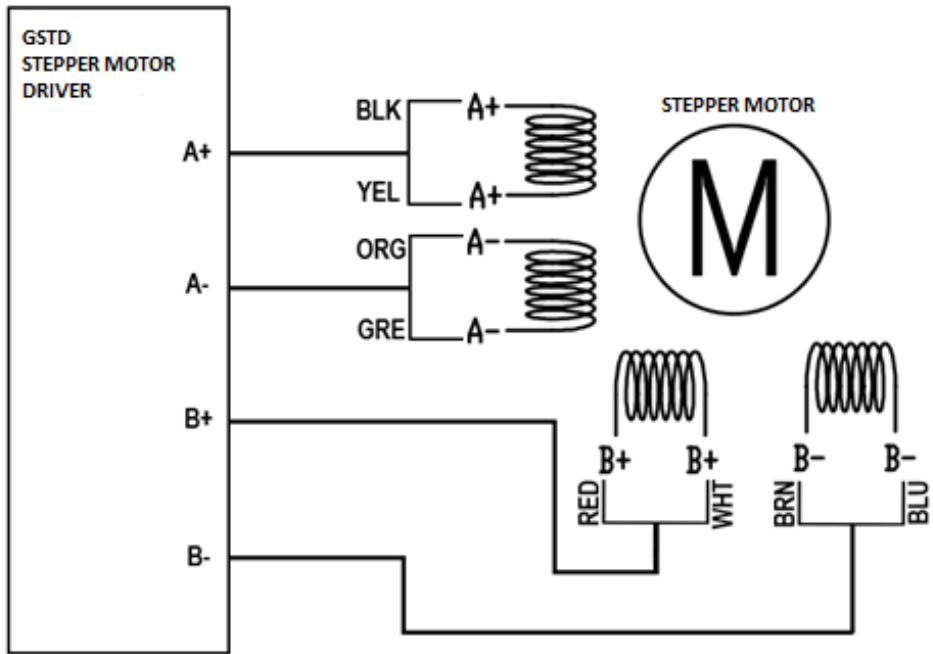 GSTD
STEPPER MOTOR
DRIVER
STEPPER MOTOR
M
A+
BLK
A+
YEL
A+
A-
ORG
A-
GRE
A-
B+
B+
B+
RED
WHT
B-
B-
B-
BRN
BLU